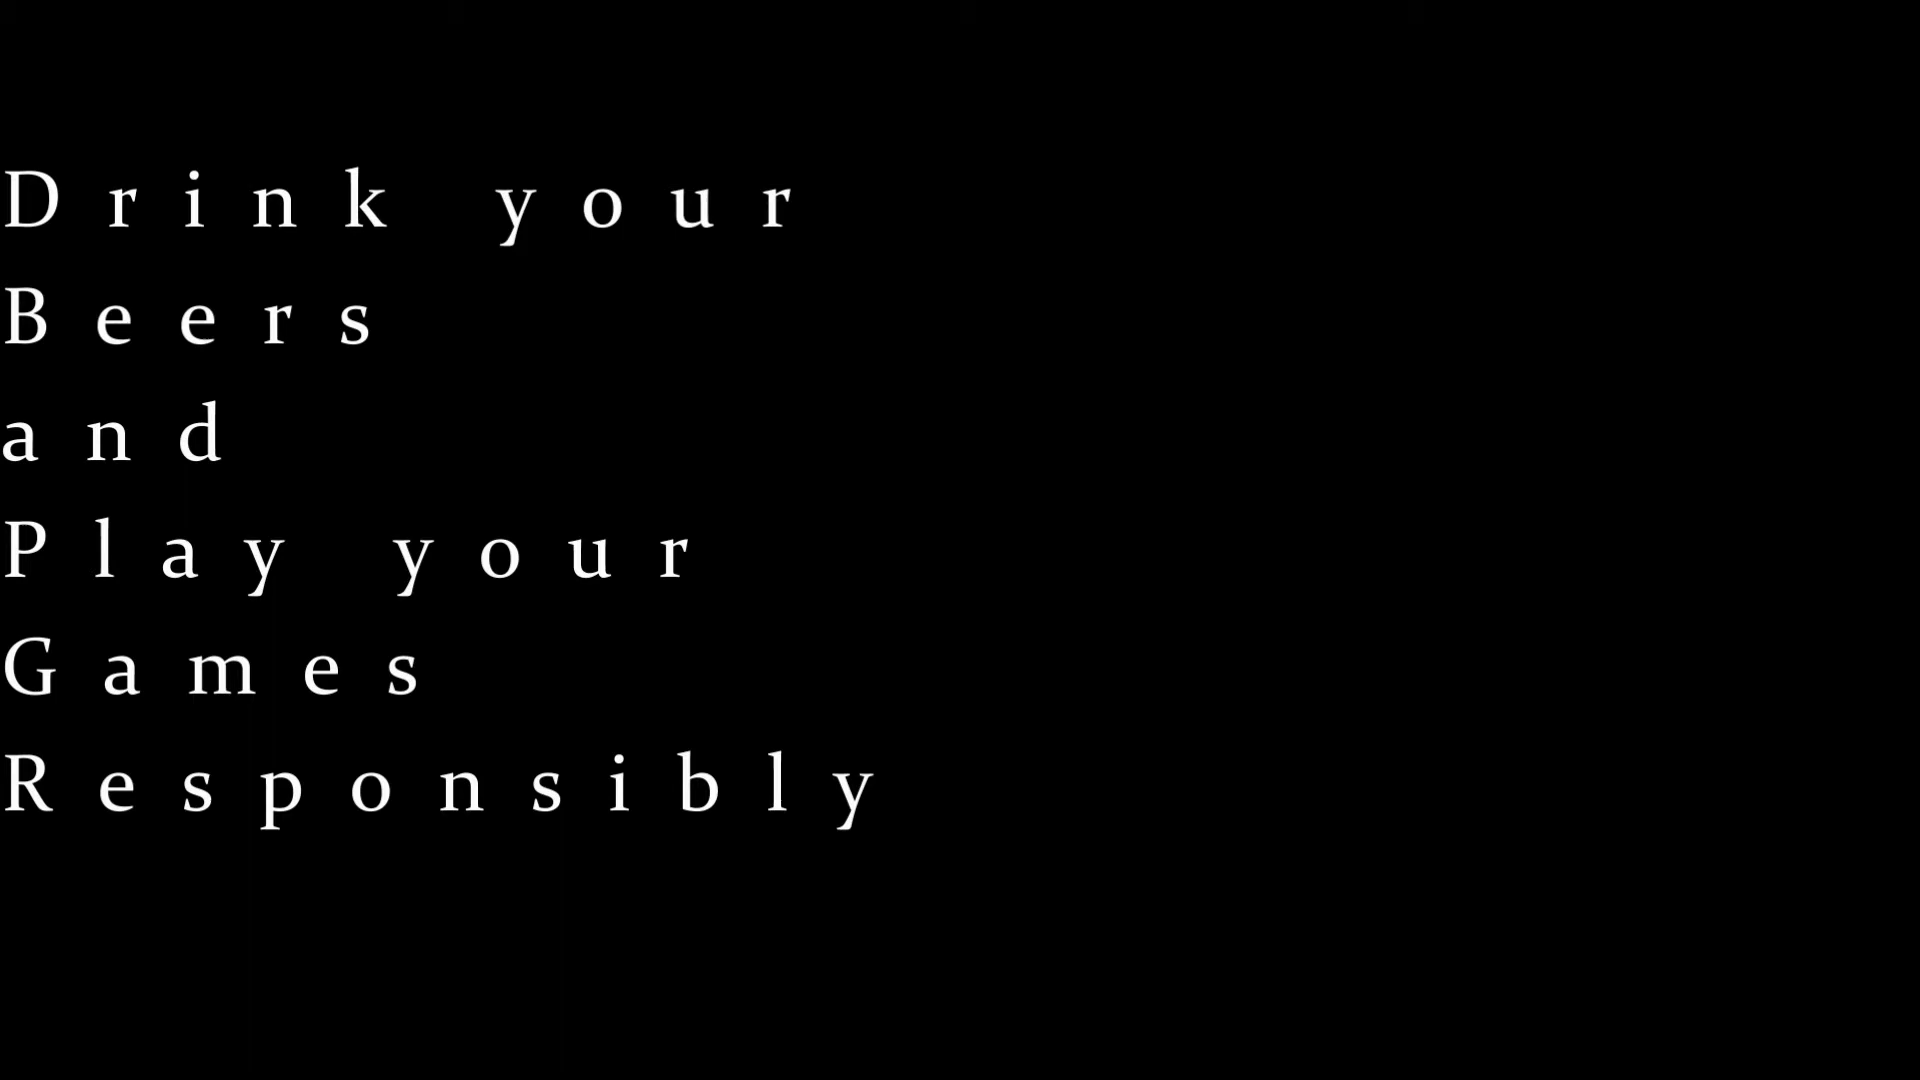 Drink your
Beers
and
Play your
Games
Responsibly